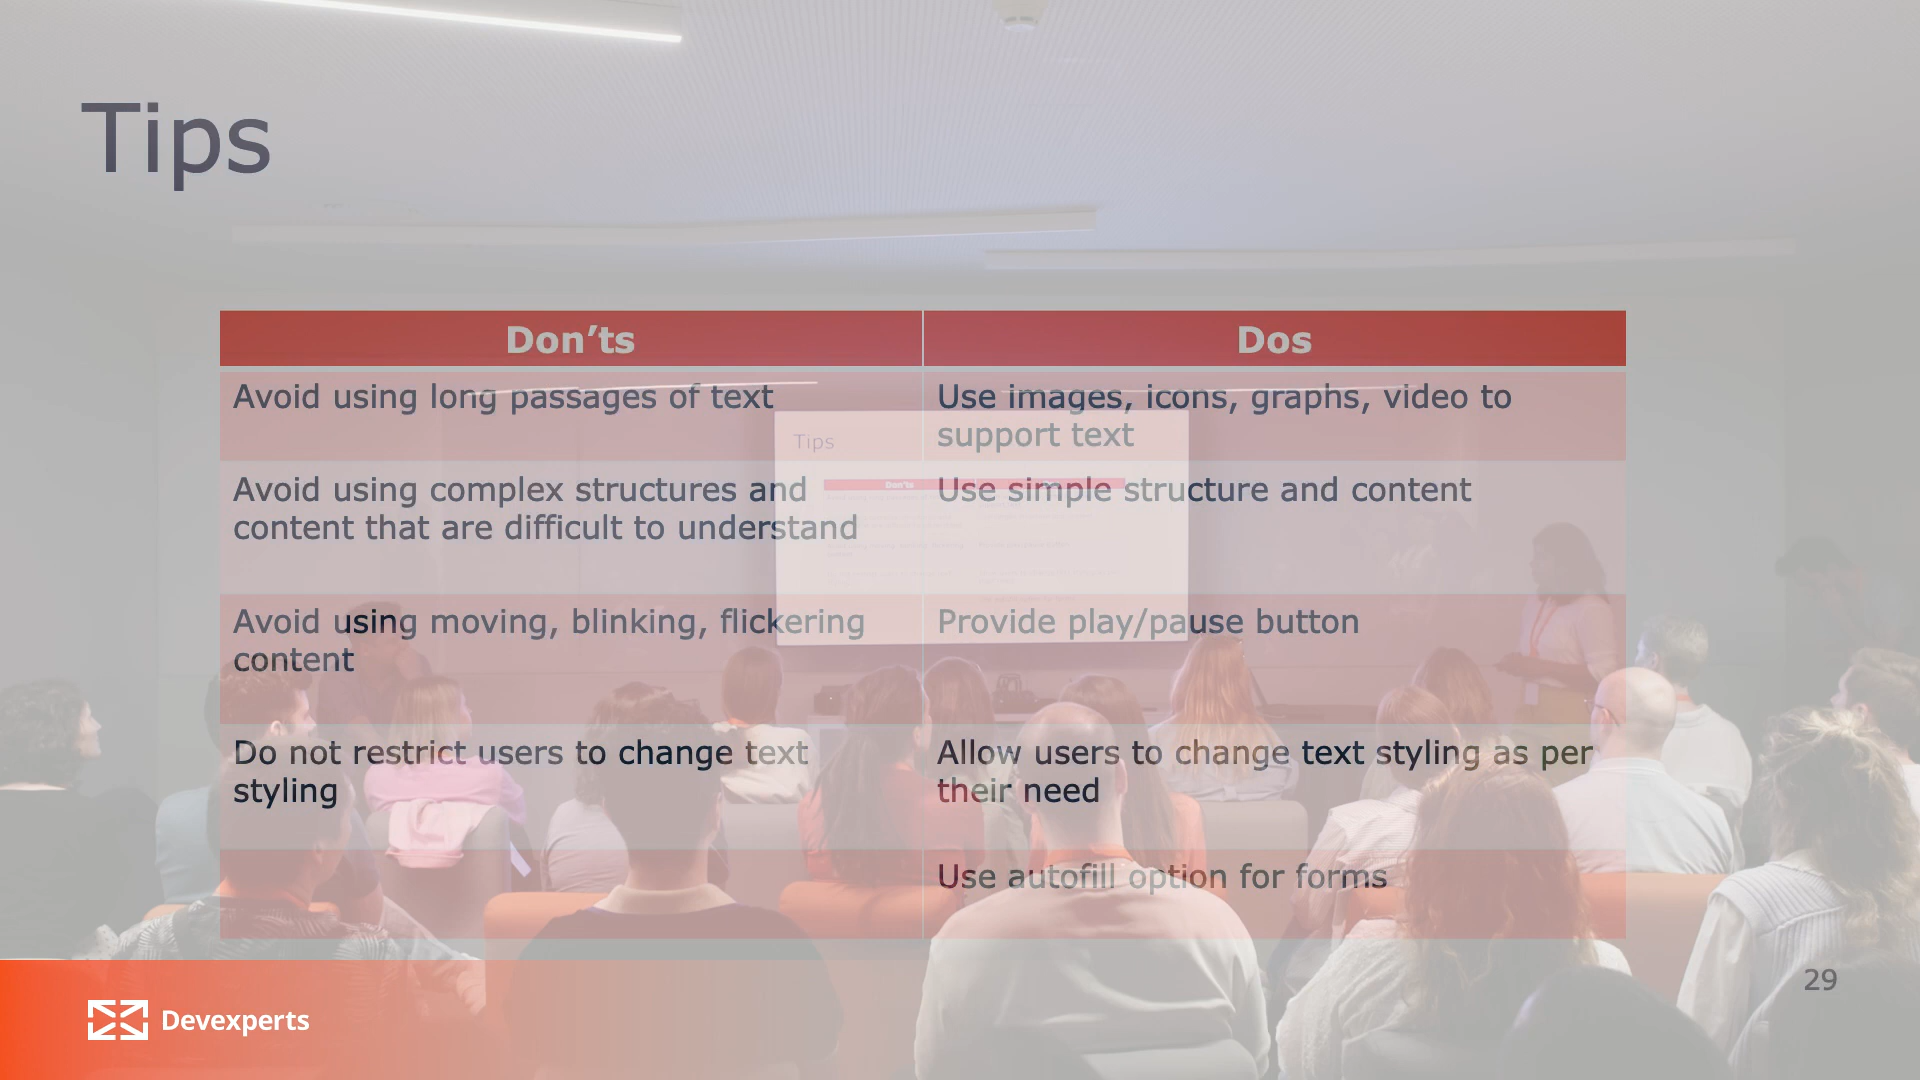 Tips
Don’ts
Dos
Avoid using long passages of text
Use images, icons, graphs, video to
support text
Avoid using complex structures and
content that are difficult to understand
Use simple structure and content
Avoid using moving, blinking, flickering
content
Provide play/pause button
Do not restrict users to change text
styling
Allow users to change text styling as per
their need
Use autofill option for forms
Tips
Don'ts
29
Devexperts